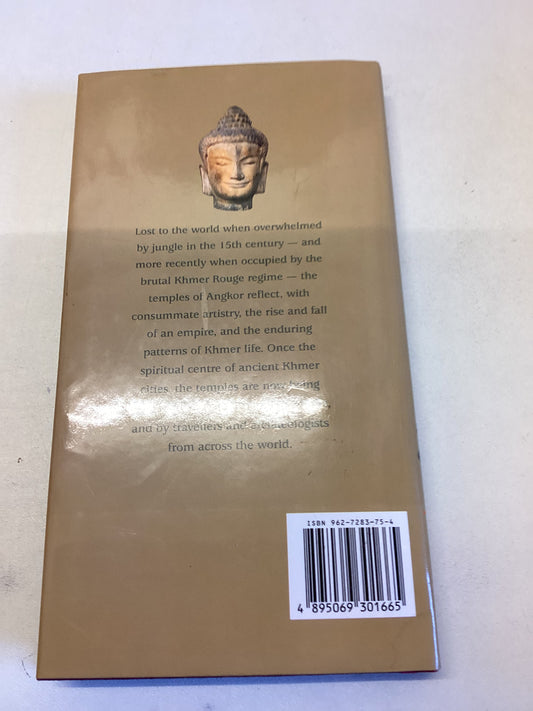 Lost to the world when overwhelmed
by jungle in the 15th century — and
more recently when occupied by the
brutal Khmer Rouge regime — the
temples of Angkor reflect, with
consummate artistry, the rise and fall
of an empire, and the enduring
patterns of Khmer life. Once the
spiritual centre of ancient Khmer
cities, the temples are now being
and by travellers and archaeologists
from across the world.
ISBN 962-7283-75-4
4 895069 301665